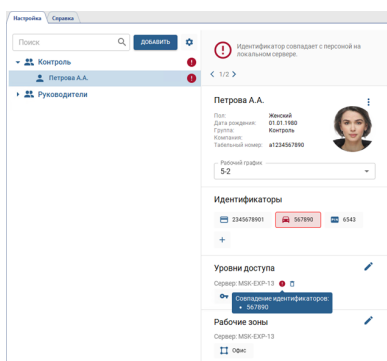 Настройка Справка
Поиск
ДОБАВИТЬ
Контроль
Петрова А.А.
Руководители
Идентификатор совпадает с персоной на
локальном сервере.
1/2
Петрова А.А.
Пол: Женский
Дата рождения: 01.01.1980
Группа: Контроль
Компания:
Табельный номер: a1234567890
Рабочий график
5-2
Идентификаторы
2345678901 567890 6543
Уровни доступа
Сервер: MSK-EXP-13
Совпадение идентификаторов:
• 567890
Рабочие зоны
Сервер: MSK-EXP-13
Офис